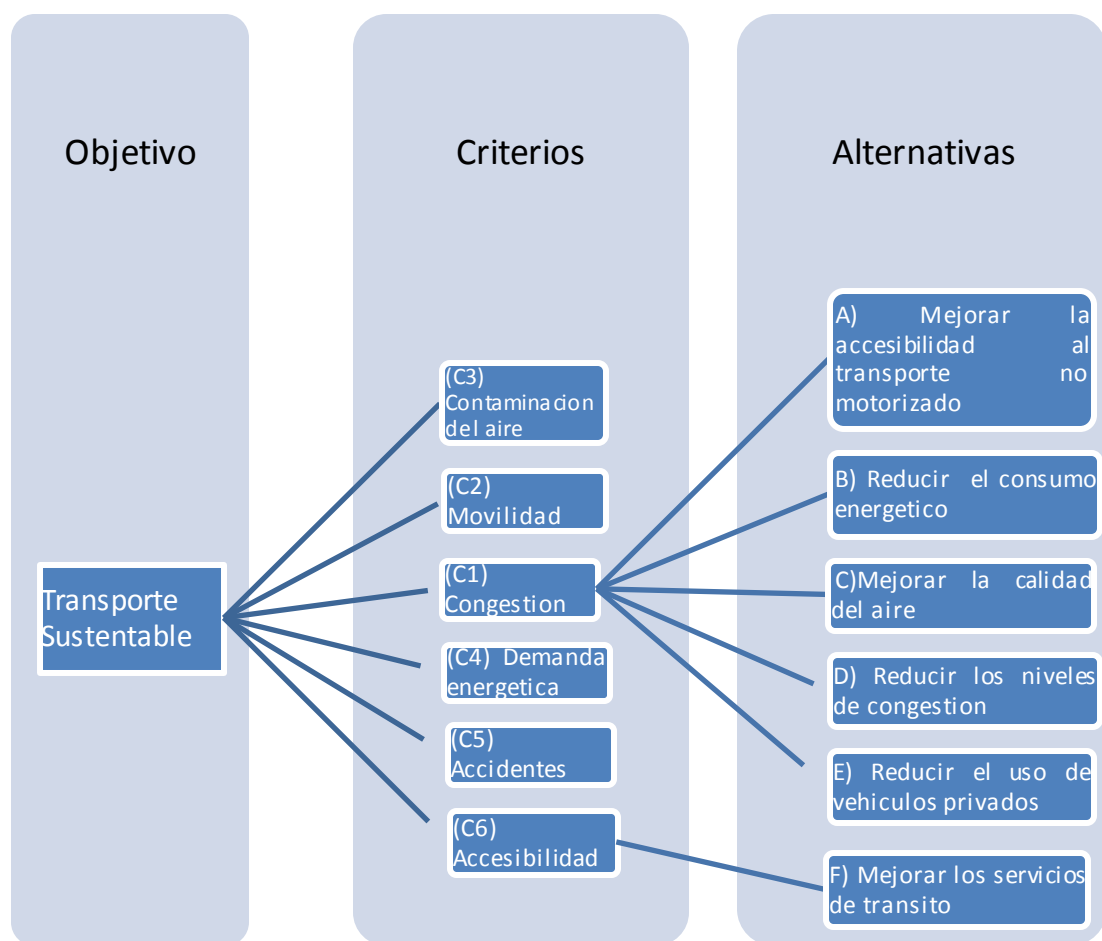 Objetivo
Criterios
Alternativas
Transporte
Sustentable
(C3)
Contaminacion
del aire
(C2)
Movilidad
(C1)
Congestion
(C4) Demanda
energetica
(C5)
Accidentes
(C6)
Accesibilidad
A) Mejorar la
accesibilidad al
transporte no
motorizado
B) Reducir el consumo
energetico
C)Mejorar la calidad
del aire
D) Reducir los niveles
de congestion
E) Reducir el uso de
vehiculos privados
F) Mejorar los servicios
de transito